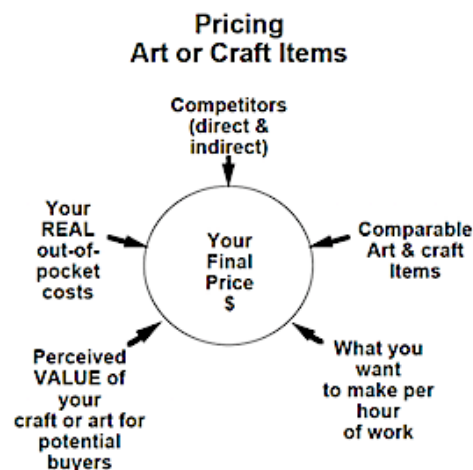 Pricing
Art or Craft Items
Competitors
(direct &
indirect)
Your
REAL
out-of-
pocket
costs
Your
Final
Price
$
Comparable
Art & craft
Items
Perceived
VALUE of
your
craft or art for
potential
buyers
What you
want
to make per
hour
of work